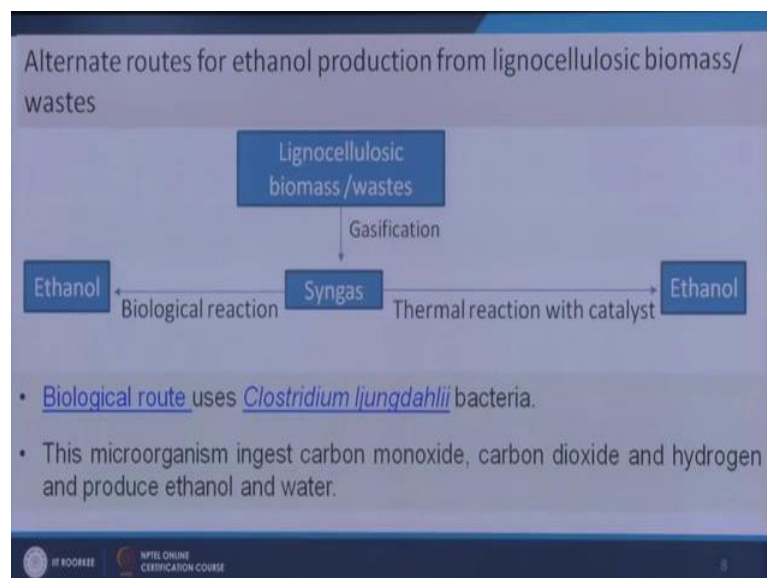 Alternate routes for ethanol production from lignocellulosic biomass/
wastes
Lignocellulosic
biomass /wastes
Gasification
Ethanol
Biological reaction
Syngas
Thermal reaction with catalyst
Ethanol
• Biological route uses Clostridium ljungdahlii bacteria.
• This microorganism ingest carbon monoxide, carbon dioxide and hydrogen
and produce ethanol and water.
IIT ROORKEE
NPTEL ONLINE
CERTIFICATION COURSE
8